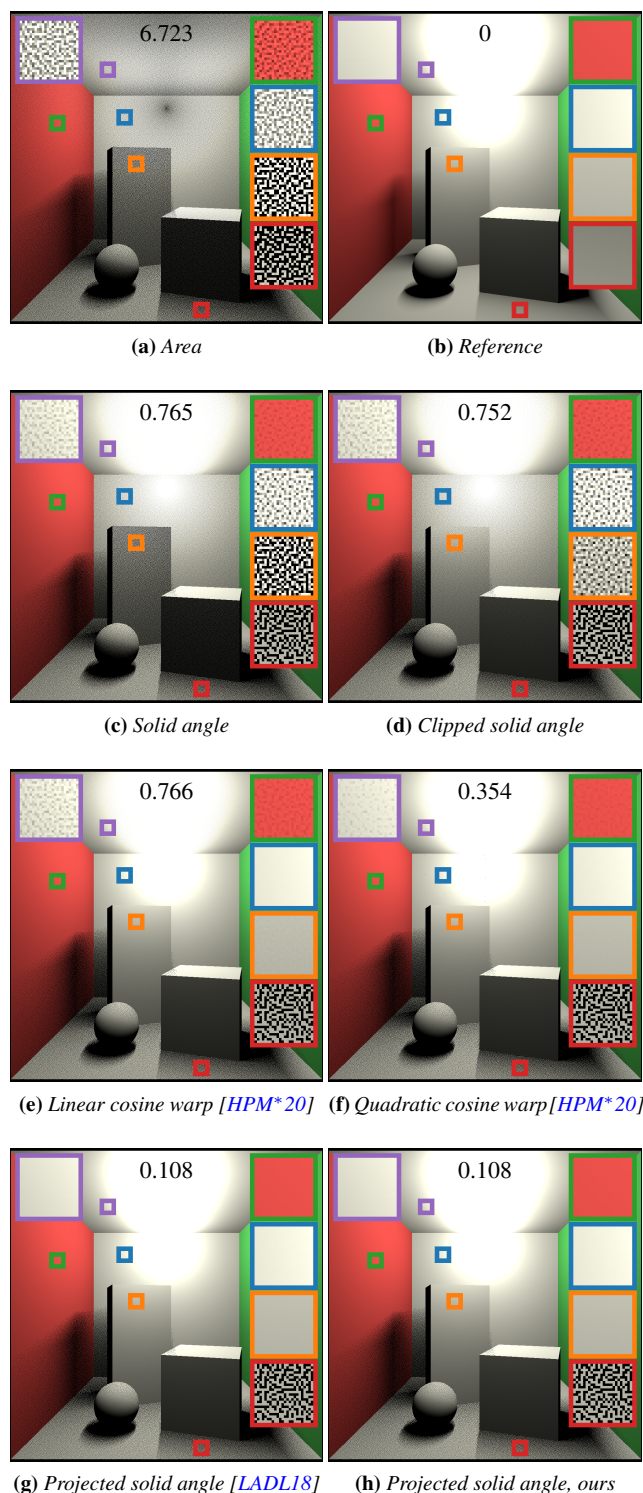 6.723
0
(a) Area
(b) Reference
0.765
0.752
(c) Solid angle
(d) Clipped solid angle
0.766
0.354
(e) Linear cosine warp [HPM*20]
(f) Quadratic cosine warp[HPM*20]
0.108
0.108
(g) Projected solid angle [LADL18]
(h) Projected solid angle, ours